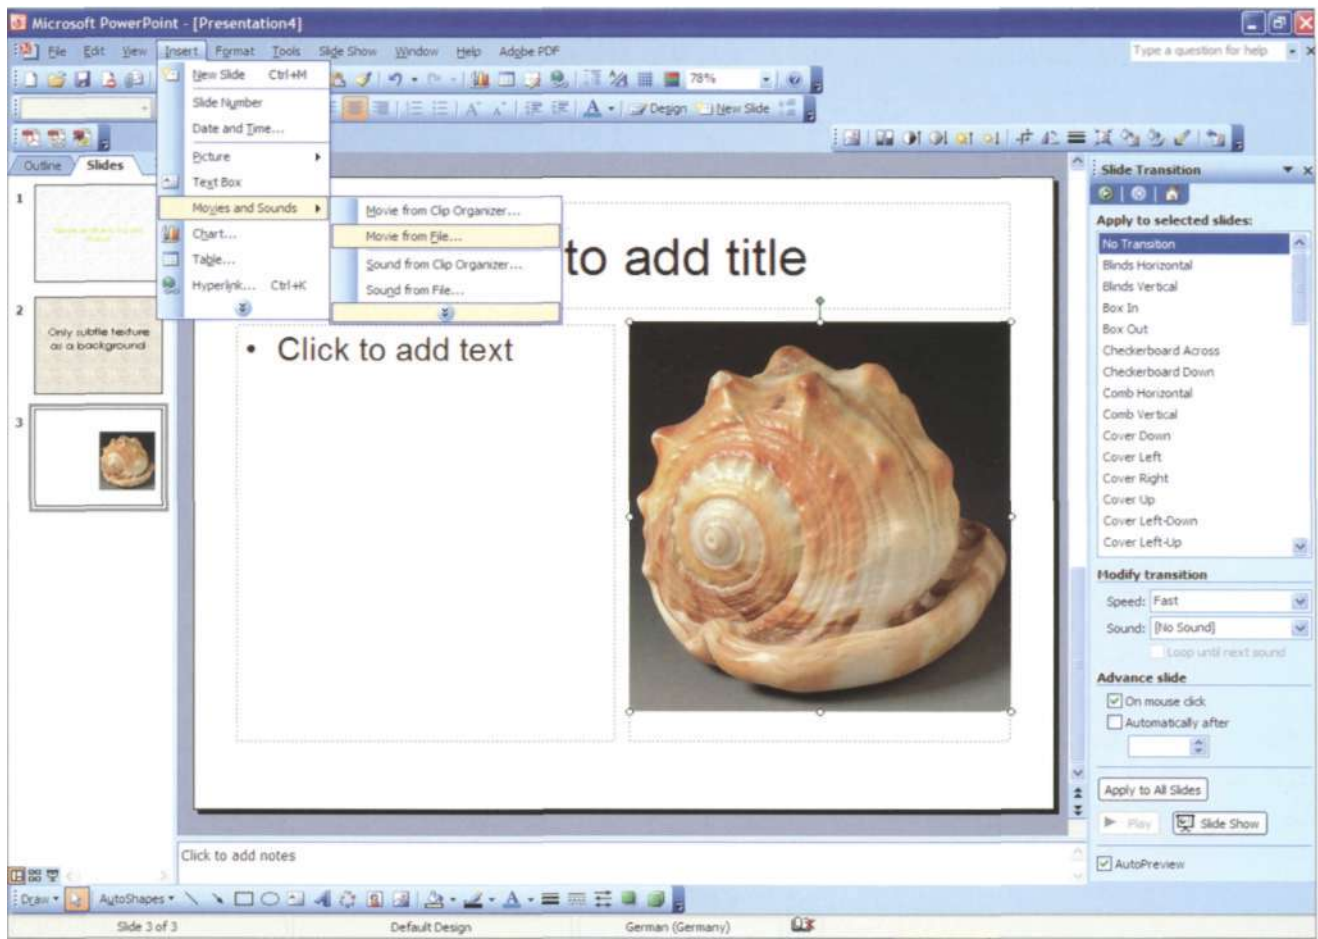 Microsoft PowerPoint - [Presentation4]
File Edit View Insert Format Tools Slide Show Window Help Adobe PDF
Type a question for help
New Slide Ctrl+M
78%
Slide Number
Design New Slide
Date and Time...
Outline Slides
Picture
Text Box
Movies and Sounds
Chart...
Table...
Hyperlink... Ctrl+K
Movie from Clip Organizer...
Movie from File...
Sound from Clip Organizer...
Sound from File...
1
2
Only subtle texture
as a background
3
to add title
• Click to add text
Slide Transition
Apply to selected slides:
No Transition
Blinds Horizontal
Blinds Vertical
Box In
Box Out
Checkerboard Across
Checkerboard Down
Comb Horizontal
Comb Vertical
Cover Down
Cover Left
Cover Right
Cover Up
Cover Left-Down
Cover Left-Up
Modify transition
Speed: Fast
Sound: [No Sound]
Loop until next sound
Advance slide
On mouse click
Automatically after
Apply to All Slides
Play Slide Show
AutoPreview
Click to add notes
Draw AutoShapes
Slide 3 of 3 Default Design German (Germany)